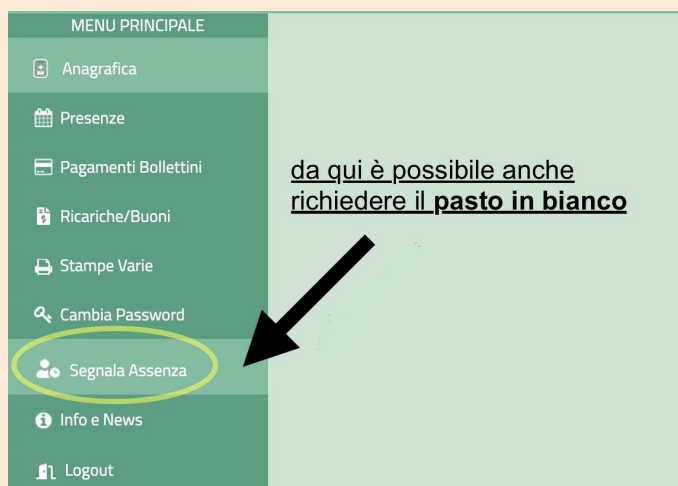 MENU PRINCIPALE
Anagrafica
Presenze
Pagamenti Bollettini
Ricariche/Buoni
Stampe Varie
Cambia Password
Segnala Assenza
Info e News
Logout
da qui è possibile anche
richiedere il pasto in bianco